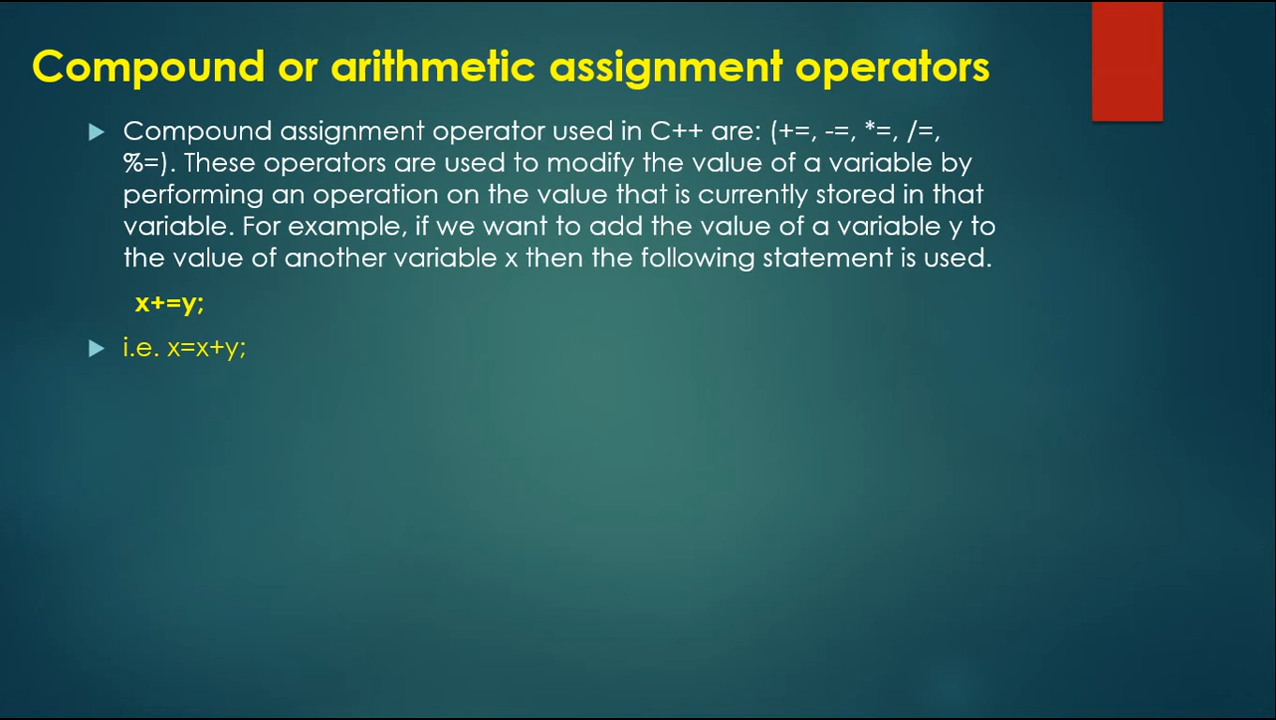 Compound or arithmetic assignment operators
Compound assignment operator used in C++ are: (+=, -=, *=, /=,
%=). These operators are used to modify the value of a variable by
performing an operation on the value that is currently stored in that
variable. For example, if we want to add the value of a variable y to
the value of another variable x then the following statement is used.
x+=y;
i.e. x=x+y;